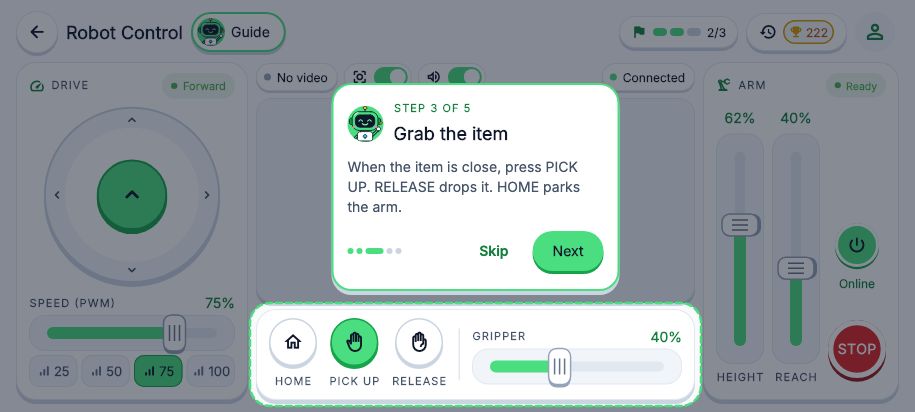 Robot Control
Guide
2/3
222
DRIVE
Forward
No video
Connected
ARM
Ready
STEP 3 OF 5
Grab the item
When the item is close, press PICK
UP. RELEASE drops it. HOME parks
the arm.
Skip
Next
62%
40%
Online
STOP
HEIGHT
REACH
SPEED (PWM)
75%
25
50
75
100
HOME
PICK UP
RELEASE
GRIPPER
40%